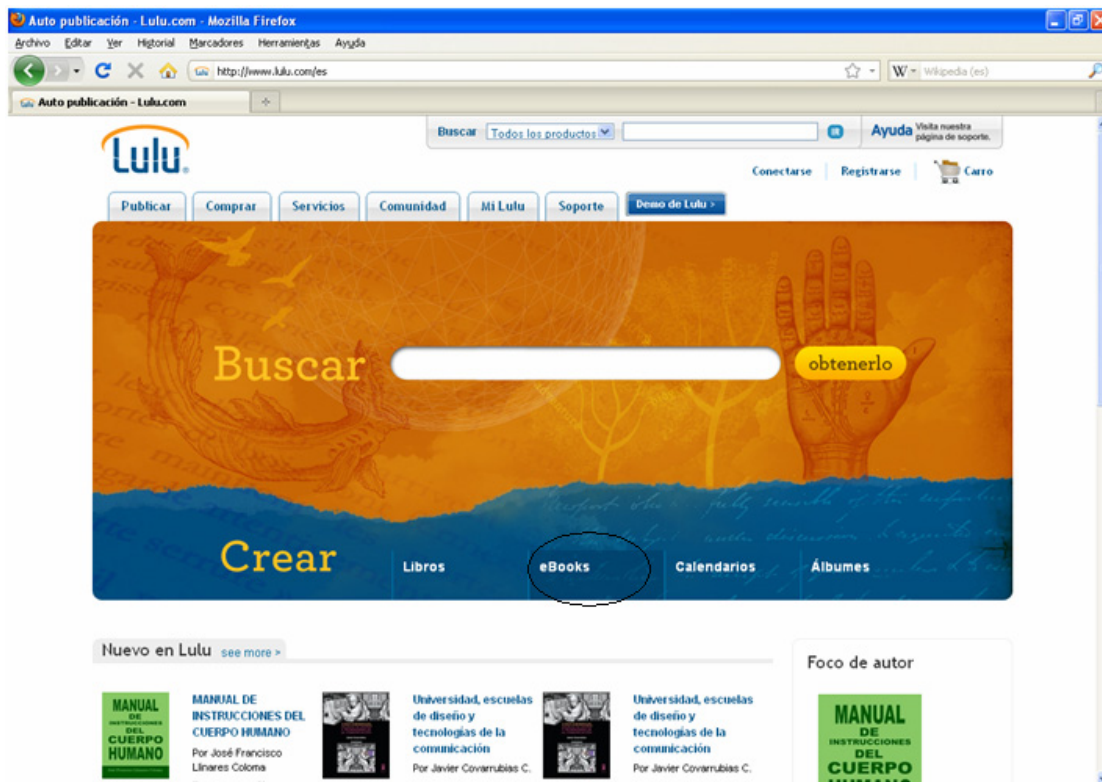 Auto publicación - Lulu.com - Mozilla Firefox
Archivo Editar Ver Historial Marcadores Herramientas Ayuda
http://www.lulu.com/es
Wikipedia (es)
Auto publicación - Lulu.com
Buscar Todos los productos
Ayuda Visita nuestra
página de soporte.
Lulu.
Conectarse Registrarse Carro
Publicar Comprar Servicios Comunidad Mi Lulu Soporte Demo de Lulu >
Buscar obtenerlo
Crear Libros eBooks Calendarios Álbumes
Nuevo en Lulu see more >
Foco de autor
MANUAL
DE
INSTRUCCIONES
DEL
CUERPO
HUMANO
MANUAL DE
INSTRUCCIONES DEL
CUERPO HUMANO
Por José Francisco
Llinares Coloma
Universidad, escuelas
de diseño y
tecnologías de la
comunicación
Por Javier Covarrubias C.
Universidad, escuelas
de diseño y
tecnologías de la
comunicación
Por Javier Covarrubias C.
MANUAL
DE
INSTRUCCIONES
DEL
CUERPO
HUMANO